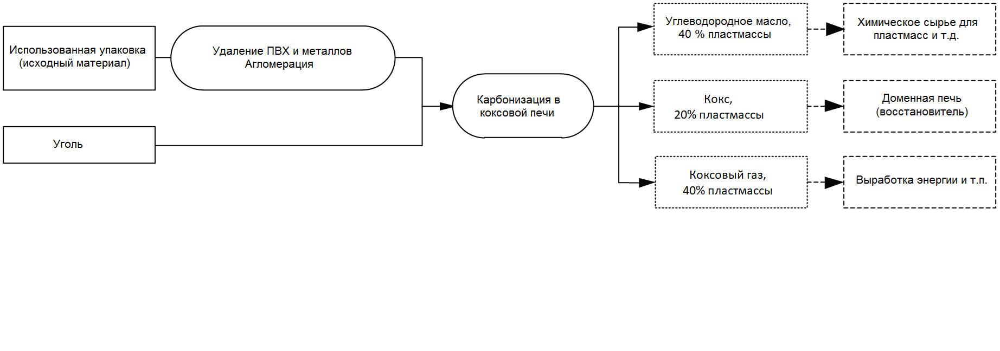 Использованная упаковка
(исходный материал)
Удаление ПВХ и металлов
Агломерация
Уголь
Карбонизация в
коксовой печи
Углеводородное масло,
40 % пластмассы
Химическое сырье для
пластмасс и т.д.
Кокс,
20% пластмассы
Доменная печь
(восстановитель)
Коксовый газ,
40% пластмассы
Выработка энергии и т.п.